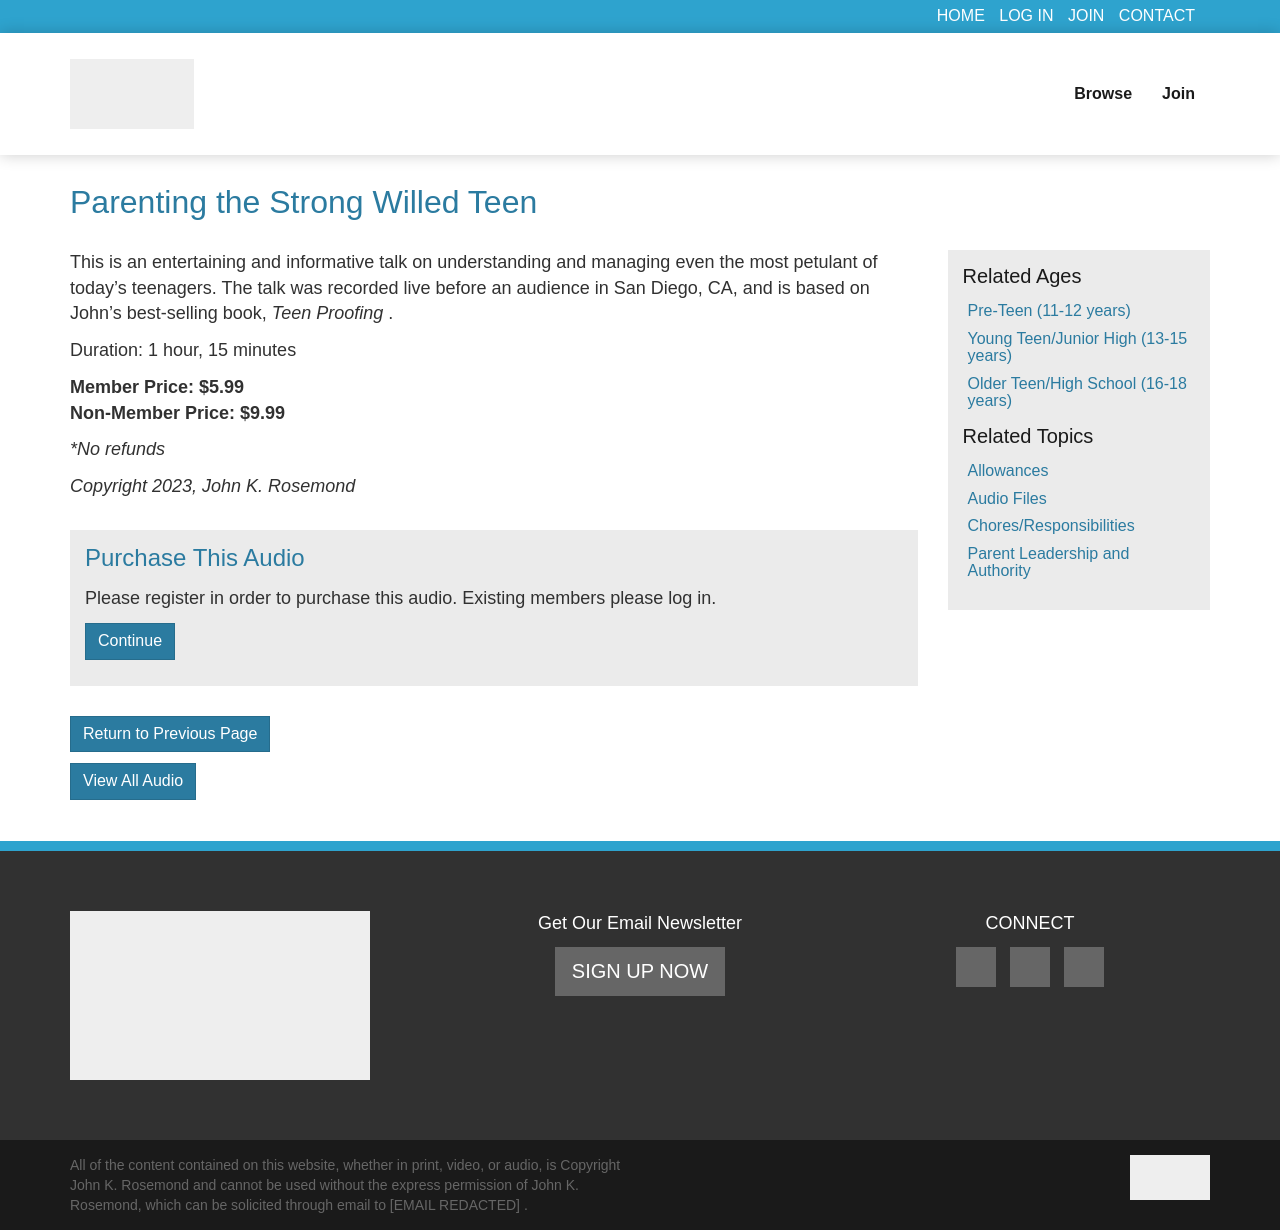 HOME LOG IN JOIN CONTACT
Browse Join
Parenting the Strong Willed Teen
This is an entertaining and informative talk on understanding and managing even the most petulant of
today’s teenagers. The talk was recorded live before an audience in San Diego, CA, and is based on
John’s best-selling book, Teen Proofing .
Duration: 1 hour, 15 minutes
Member Price: $5.99
Non-Member Price: $9.99
*No refunds
Copyright 2023, John K. Rosemond
Purchase This Audio
Please register in order to purchase this audio. Existing members please log in.
Continue
Return to Previous Page
View All Audio
Related Ages
Pre-Teen (11-12 years)
Young Teen/Junior High (13-15
years)
Older Teen/High School (16-18
years)
Related Topics
Allowances
Audio Files
Chores/Responsibilities
Parent Leadership and
Authority
Get Our Email Newsletter
SIGN UP NOW
CONNECT
All of the content contained on this website, whether in print, video, or audio, is Copyright
John K. Rosemond and cannot be used without the express permission of John K.
Rosemond, which can be solicited through email to [EMAIL REDACTED] .